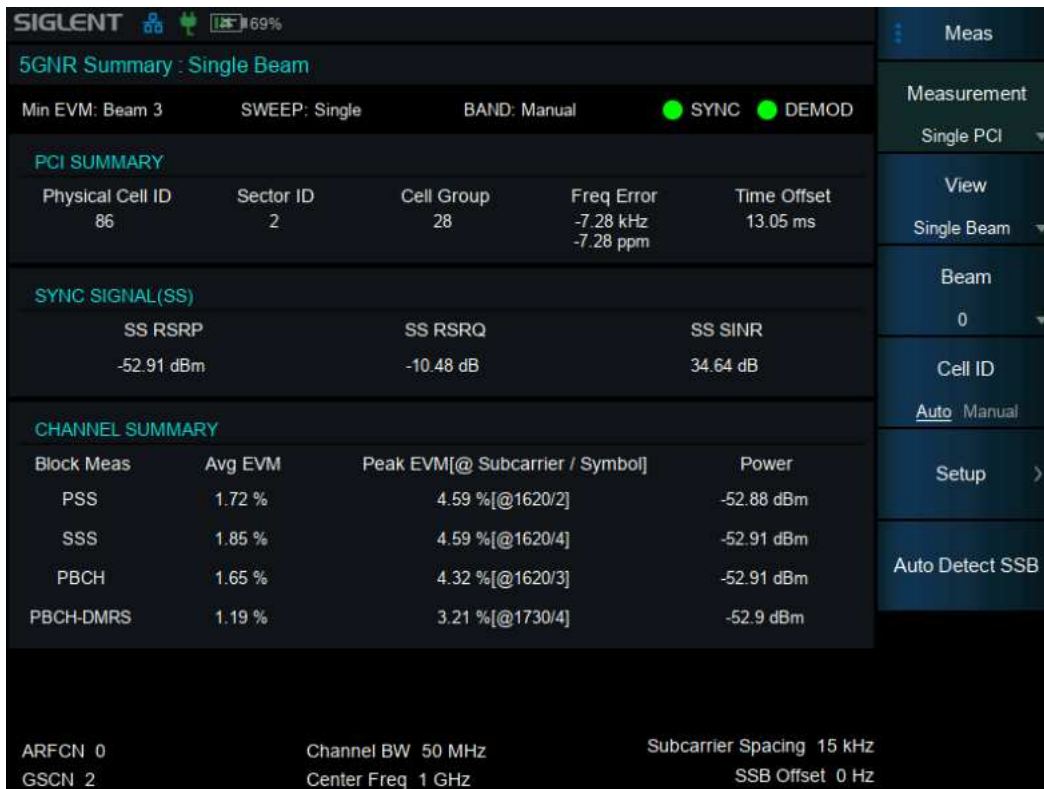 SIGLENT 69%
Meas
5GNR Summary : Single Beam
Min EVM: Beam 3 SWEEP: Single BAND: Manual SYNC DEMOD
Measurement
Single PCI
PCI SUMMARY
Physical Cell ID Sector ID Cell Group Freq Error Time Offset
86 2 28 -7.28 kHz 13.05 ms
-7.28 ppm
View
Single Beam
SYNC SIGNAL(SS)
SS RSRP SS RSRQ SS SINR
-52.91 dBm -10.48 dB 34.64 dB
Beam
0
Cell ID
Auto Manual
CHANNEL SUMMARY
Block Meas Avg EVM Peak EVM[@ Subcarrier / Symbol] Power
PSS 1.72 % 4.59 %[@1620/2] -52.88 dBm
SSS 1.85 % 4.59 %[@1620/4] -52.91 dBm
PBCH 1.65 % 4.32 %[@1620/3] -52.91 dBm
PBCH-DMRS 1.19 % 3.21 %[@1730/4] -52.9 dBm
Setup
Auto Detect SSB
ARFCN 0 Channel BW 50 MHz Subcarrier Spacing 15 kHz
GSCN 2 Center Freq 1 GHz SSB Offset 0 Hz